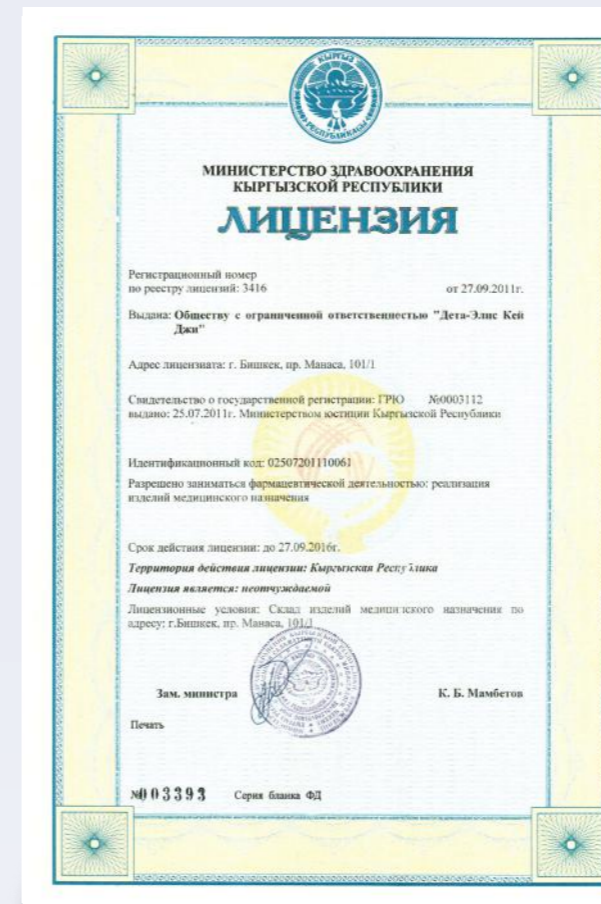 КЫРГЫЗ
РЕСПУБЛИКАСЫ
МИНИСТЕРСТВО ЗДРАВООХРАНЕНИЯ
КЫРГЫЗСКОЙ РЕСПУБЛИКИ
ЛИЦЕНЗИЯ
Регистрационный номер
по реестру лицензий: 3416 от 27.09.2011г.
Выдана: Обществу с ограниченной ответственностью "Дета-Элис Кей
Джи"
Адрес лицензиата: г. Бишкек, пр. Манаса, 101/1
Свидетельство о государственной регистрации: ГРЮ №0003112
выдано: 25.07.2011г. Министерством юстиции Кыргызской Республики
Идентификационный код: 02507201110061
Разрешено заниматься фармацевтической деятельностью: реализация
изделий медицинского назначения
Срок действия лицензии: до 27.09.2016г.
Территория действия лицензии: Кыргызская Республика
Лицензия является: неотчуждаемой
Лицензионные условия: Склад изделий медицинского назначения по
адресу: г.Бишкек, пр. Манаса, 101/1
Зам. министра К. Б. Мамбетов
Печать
№003393 Серия бланка ФД